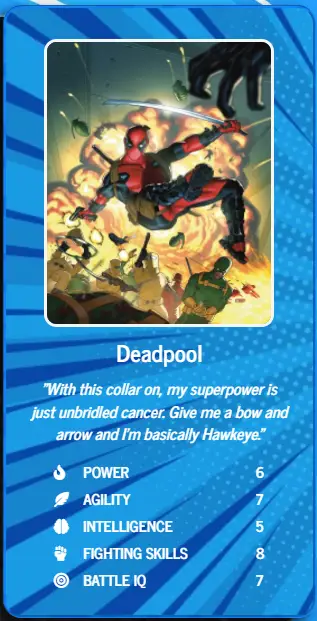 Deadpool
"With this collar on, my superpower is
just unbridled cancer. Give me a bow and
arrow and I'm basically Hawkeye."
POWER 6
AGILITY 7
INTELLIGENCE 5
FIGHTING SKILLS 8
BATTLE IQ 7